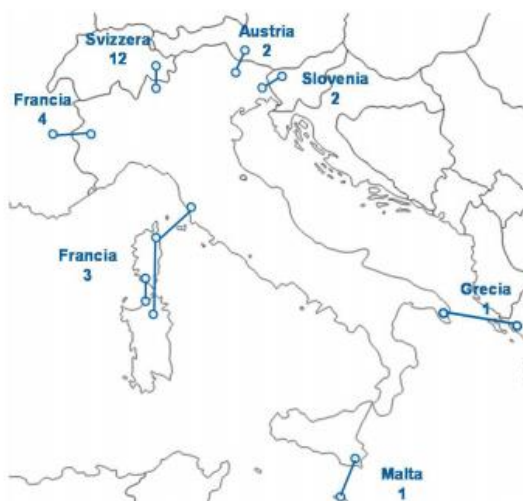 Svizzera
12
Austria
2
Slovenia
2
Francia
4
Francia
3
Grecia
1
Malta
1